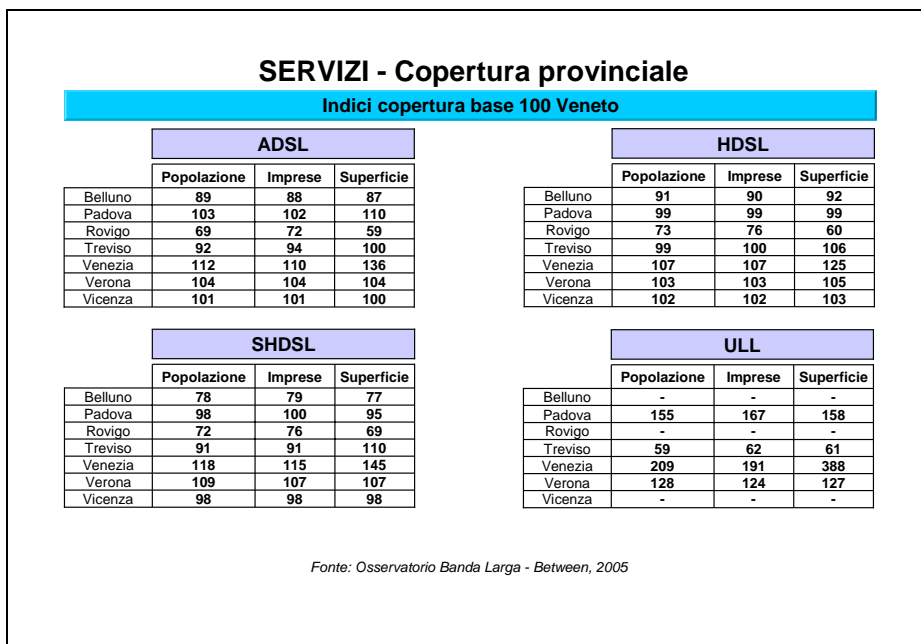 SERVIZI - Copertura provinciale
Indici copertura base 100 Veneto
ADSL
Popolazione Imprese Superficie
Belluno 89 88 87
Padova 103 102 110
Rovigo 69 72 59
Treviso 92 94 100
Venezia 112 110 136
Verona 104 104 104
Vicenza 101 101 100
HDSL
Popolazione Imprese Superficie
Belluno 91 90 92
Padova 99 99 99
Rovigo 73 76 60
Treviso 99 100 106
Venezia 107 107 125
Verona 103 103 105
Vicenza 102 102 103
SHDSL
Popolazione Imprese Superficie
Belluno 78 79 77
Padova 98 100 95
Rovigo 72 76 69
Treviso 91 91 110
Venezia 118 115 145
Verona 109 107 107
Vicenza 98 98 98
ULL
Popolazione Imprese Superficie
Belluno - - -
Padova 155 167 158
Rovigo - - -
Treviso 59 62 61
Venezia 209 191 388
Verona 128 124 127
Vicenza - - -
Fonte: Osservatorio Banda Larga - Between, 2005